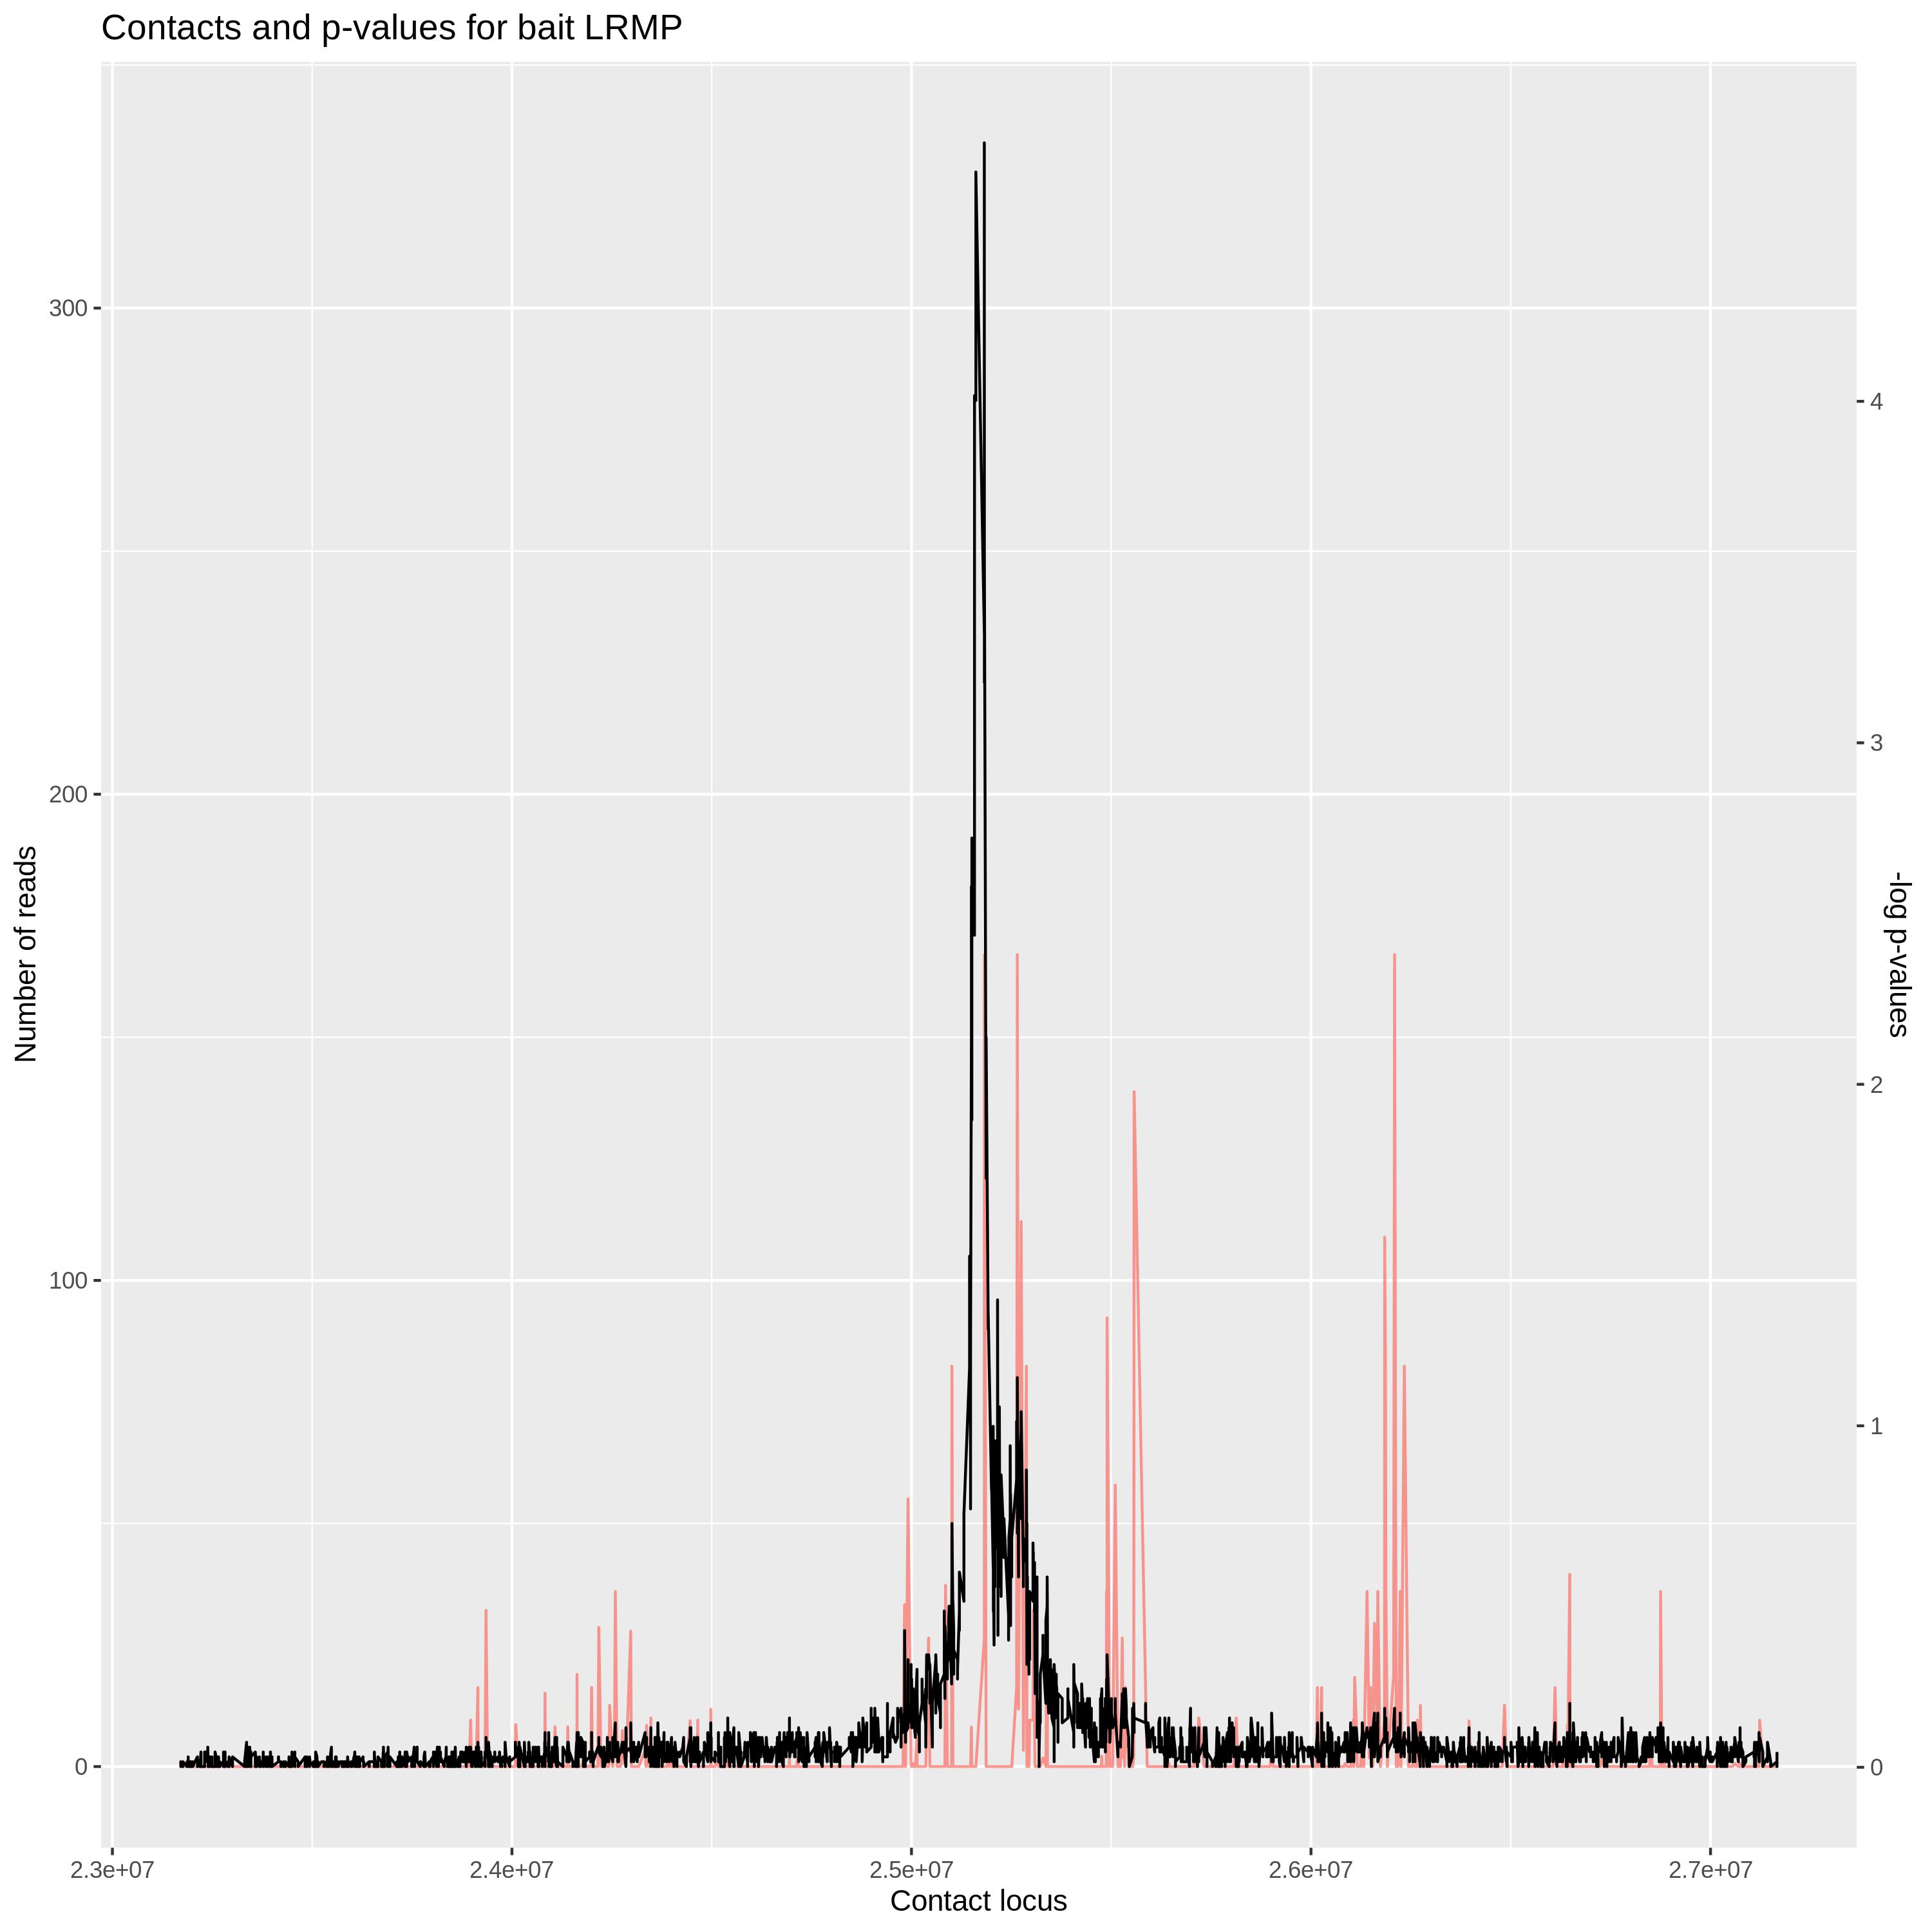 Contacts and p-values for bait LRMP
300
200
100
0
Number of reads
4
3
2
1
0
-log p-values
2.3e+07
2.4e+07
2.5e+07
2.6e+07
2.7e+07
Contact locus